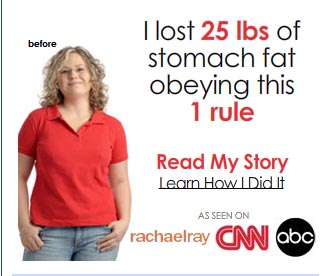 before
I lost 25 lbs of
stomach fat
obeying this
1 rule
Read My Story
Learn How I Did It
AS SEEN ON
rachaelray CNN abc